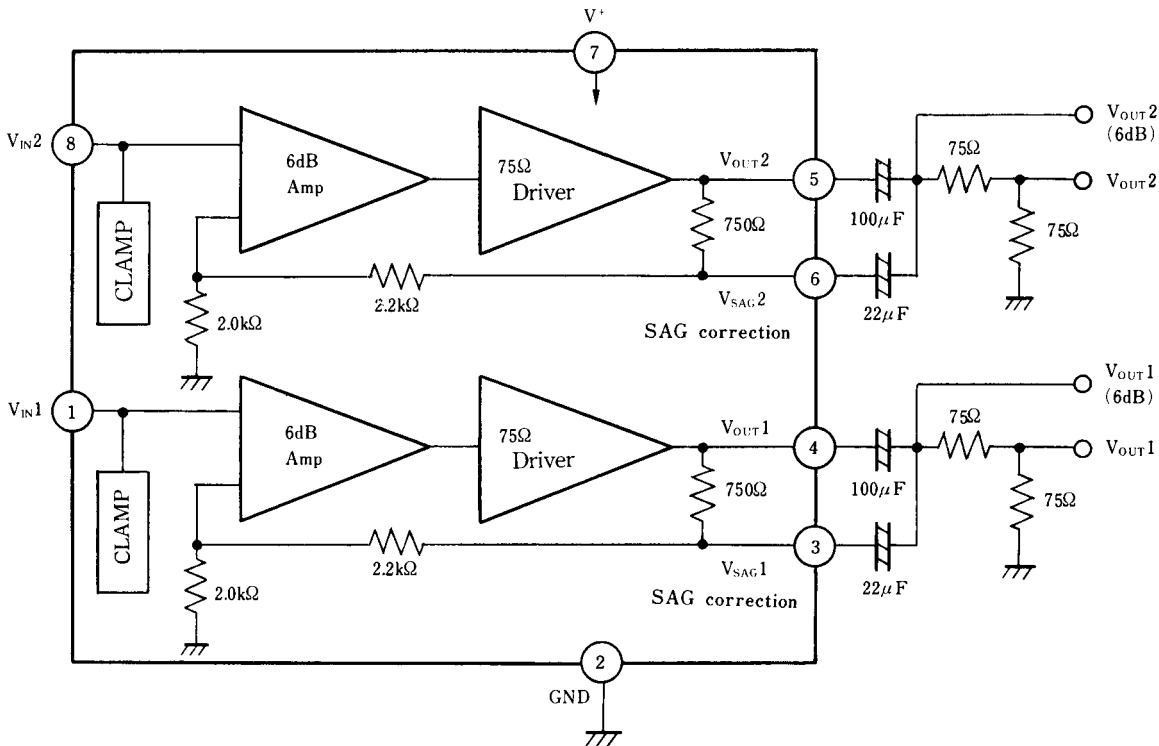 V+
7
VOUT2
(6dB)
VIN2
8
6dB
Amp
75Ω
Driver
VOUT2
5
75Ω
VOUT2
CLAMP
750Ω
100μF
75Ω
2.2kΩ
6
2.0kΩ
VSAG2
22μF
SAG correction
VOUT1
(6dB)
VIN1
1
6dB
Amp
75Ω
Driver
VOUT1
4
75Ω
VOUT1
CLAMP
750Ω
100μF
75Ω
2.2kΩ
3
2.0kΩ
VSAG1
22μF
SAG correction
2
GND